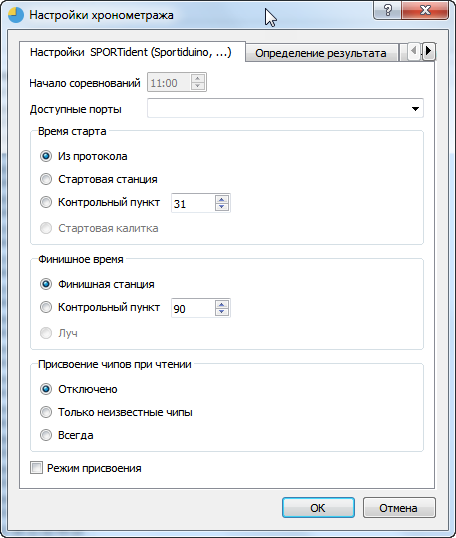 Настройки хронометража
Настройки SPORTident (Sportiduino, ...)
Определение результата
Начало соревнований 11:00
Доступные порты
Время старта
Из протокола
Стартовая станция
Контрольный пункт 31
Стартовая калитка
Финишное время
Финишная станция
Контрольный пункт 90
Луч
Присвоение чипов при чтении
Отключено
Только неизвестные чипы
Всегда
Режим присвоения
OK Отмена